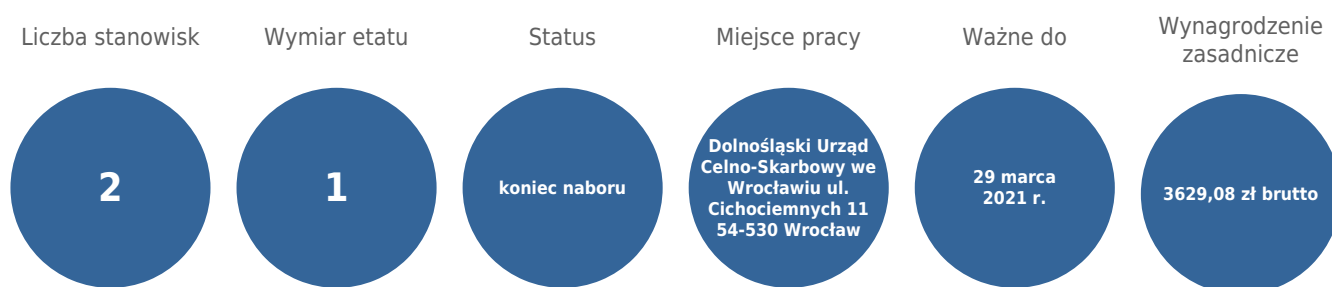 Liczba stanowisk
2
Wymiar etatu
1
Status
koniec naboru
Miejsce pracy
Dolnośląski Urząd
Celno-Skarbowy we
Wrocławiu ul.
Cichociemnych 11
54-530 Wrocław
Ważne do
29 marca
2021 r.
Wynagrodzenie
zasadnicze
3629,08 zł brutto